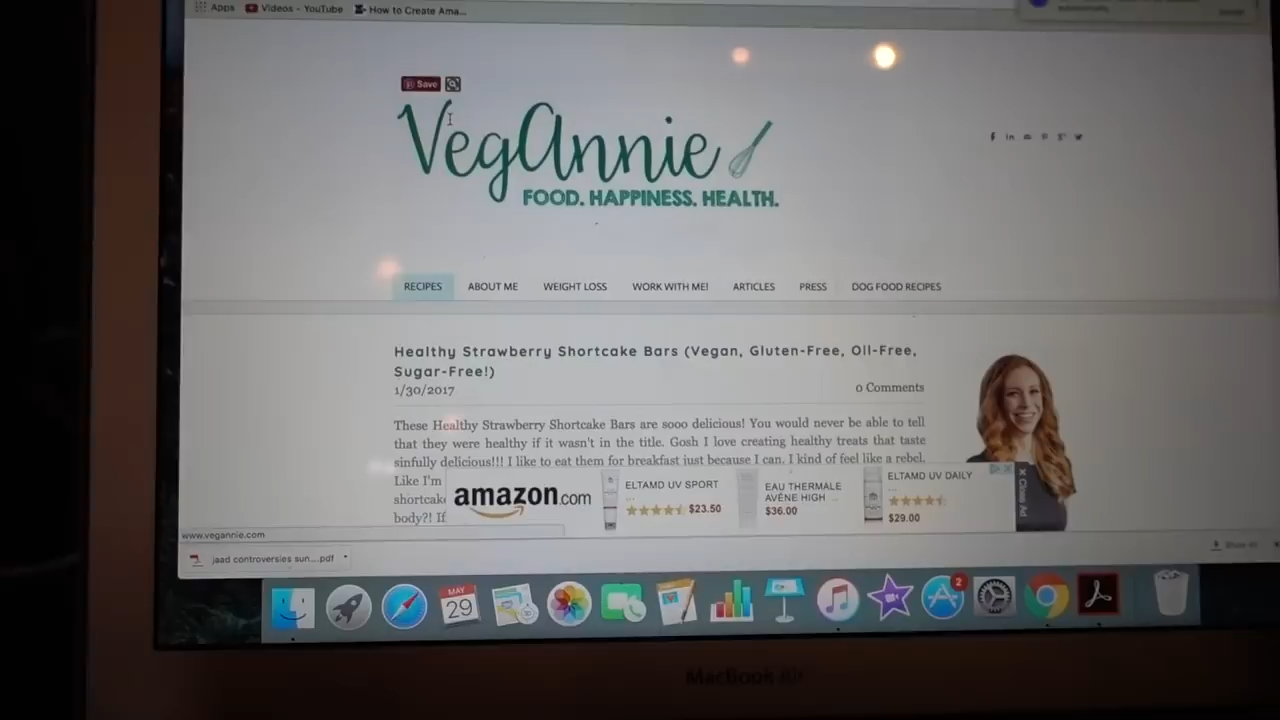 Apps Videos - YouTube How to Create Ama...
Save
VegAnnie
FOOD. HAPPINESS. HEALTH.
f in
RECIPES ABOUT ME WEIGHT LOSS WORK WITH ME! ARTICLES PRESS DOG FOOD RECIPES
Healthy Strawberry Shortcake Bars (Vegan, Gluten-Free, Oil-Free,
Sugar-Free!)
1/30/2017 0 Comments
These Healthy Strawberry Shortcake Bars are sooo delicious! You would never be able to tell
that they were healthy if it wasn't in the title. Gosh I love creating healthy treats that taste
sinfully delicious!!! I like to eat them for breakfast just because I can. I kind of feel like a rebel.
Like I'm
shortcak
body?! If
amazon.com
ELTAMD UV SPORT
...
$23.50
EAU THERMALE
AVÈNE HIGH ...
$36.00
ELTAMD UV DAILY
...
$29.00
X Close Ad
www.vegannie.com
jaad controversies sun....pdf
Show All
MAY
29
2
MacBook Air